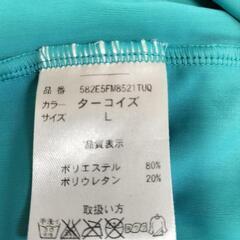 品番 582E5FM8521TUQ
カラー ターコイズ
サイズ L
品質表示
ポリエステル 80%
ポリウレタン 20%
取扱い方